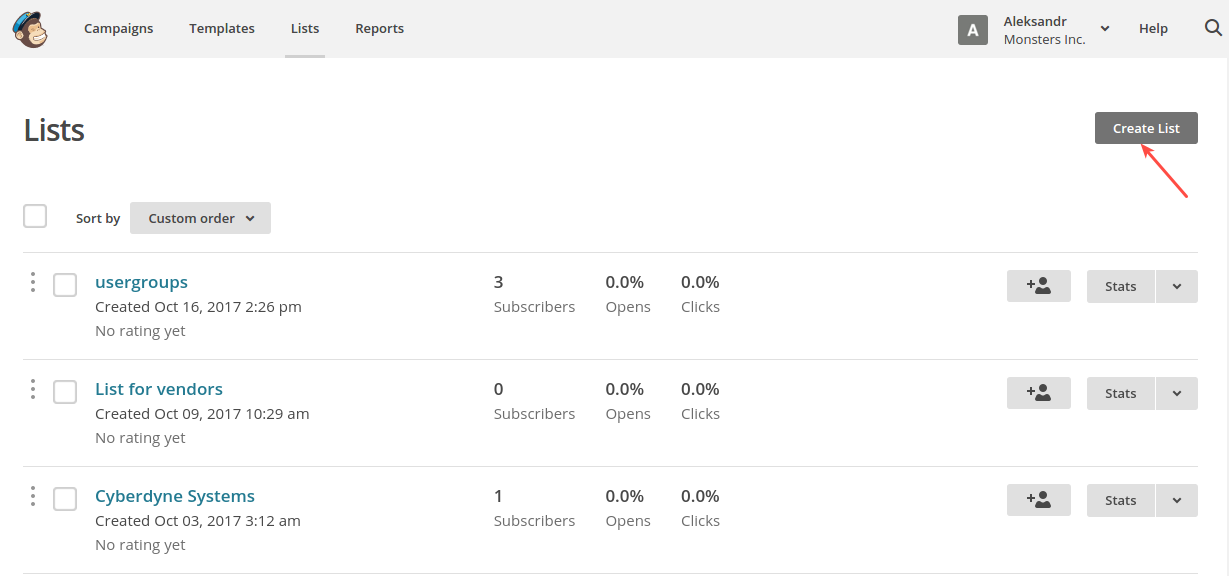 Campaigns Templates Lists Reports
A Aleksandr
Monsters Inc.
Help
Lists
Create List
Sort by Custom order
usergroups 3 0.0% 0.0%
Created Oct 16, 2017 2:26 pm Subscribers Opens Clicks
No rating yet
Stats
List for vendors 0 0.0% 0.0%
Created Oct 09, 2017 10:29 am Subscribers Opens Clicks
No rating yet
Stats
Cyberdyne Systems 1 0.0% 0.0%
Created Oct 03, 2017 3:12 am Subscribers Opens Clicks
No rating yet
Stats